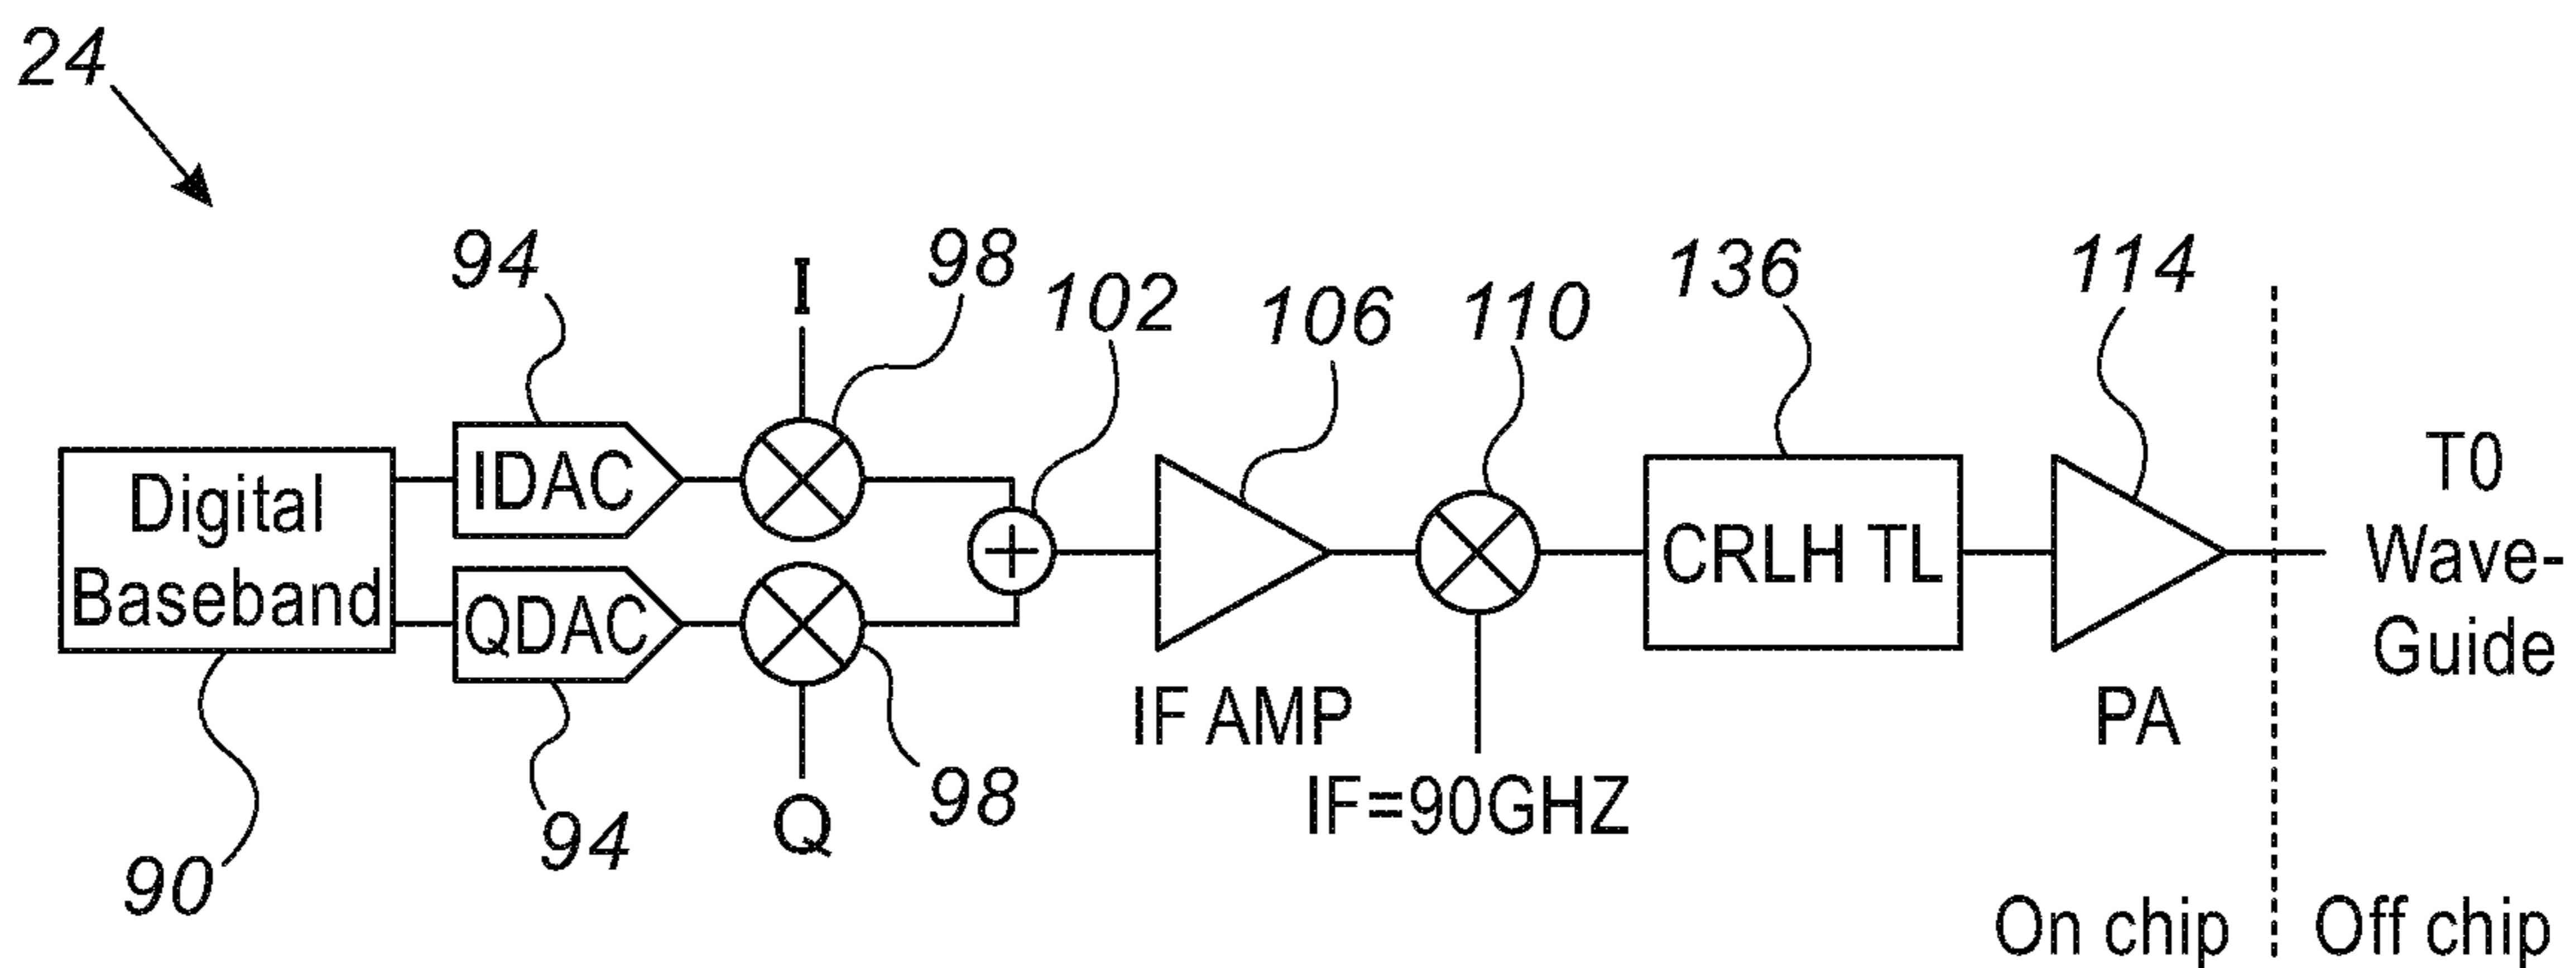 24
94
I
98
102
106
110
136
114
Digital
Baseband
IDAC
QDAC
CRLH TL
T0
Wave-
Guide
IF AMP
PA
IF=90GHZ
90
94
Q
98
On chip
Off chip